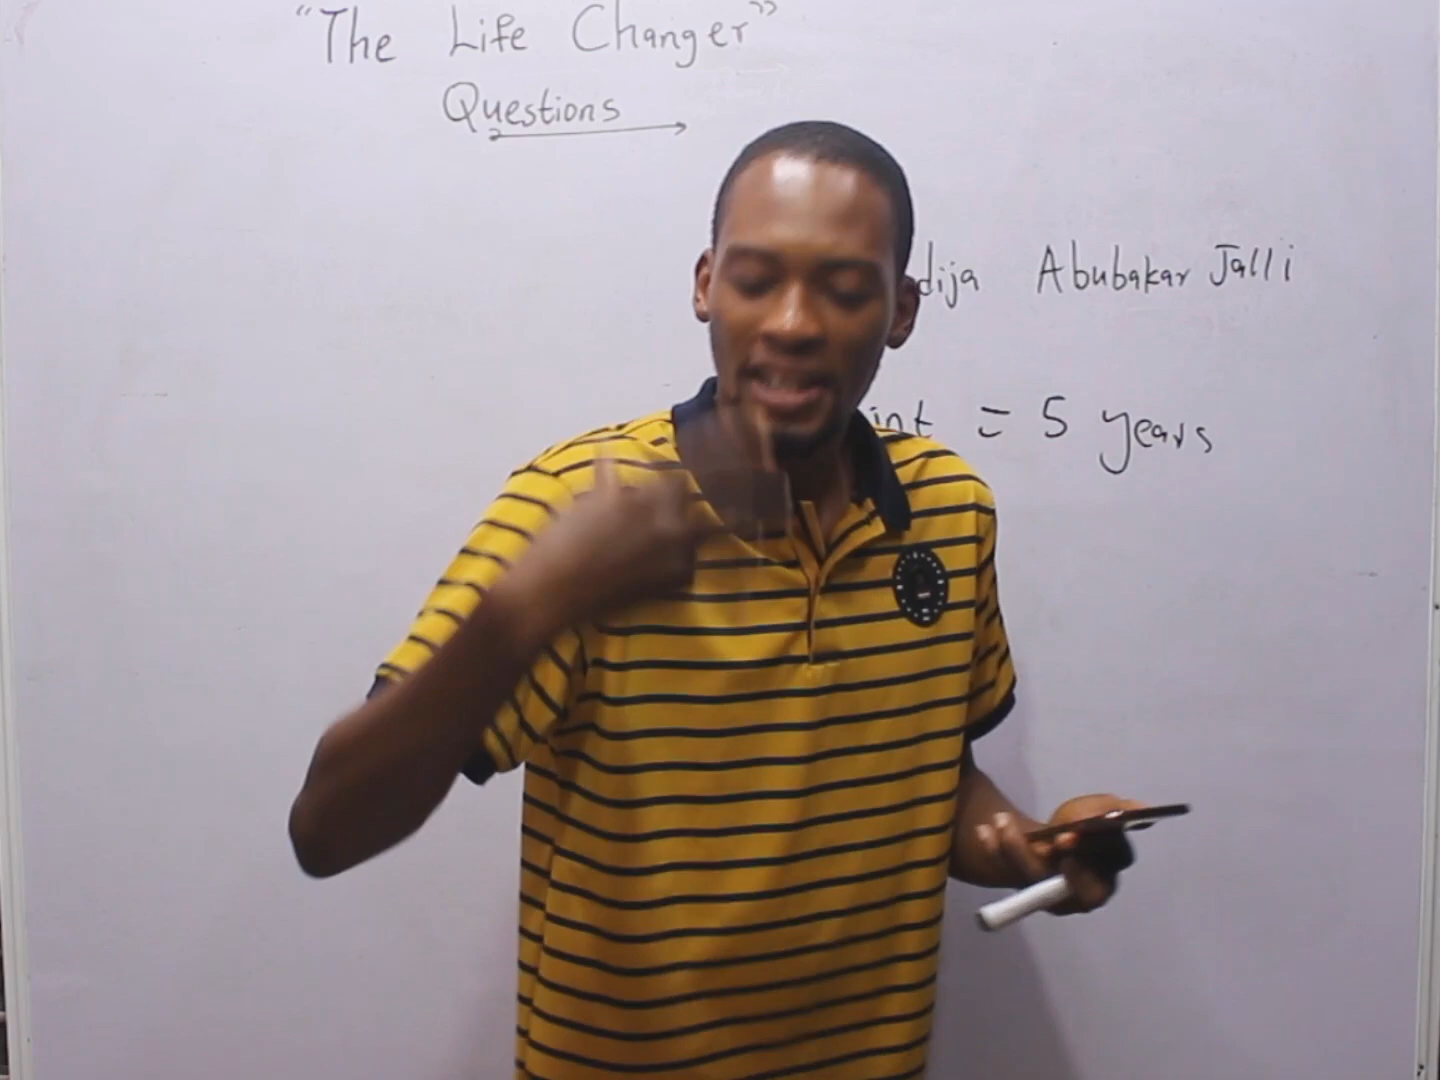 "The Life Changer"
Questions
dija Abubakar Jalli
int = 5 years